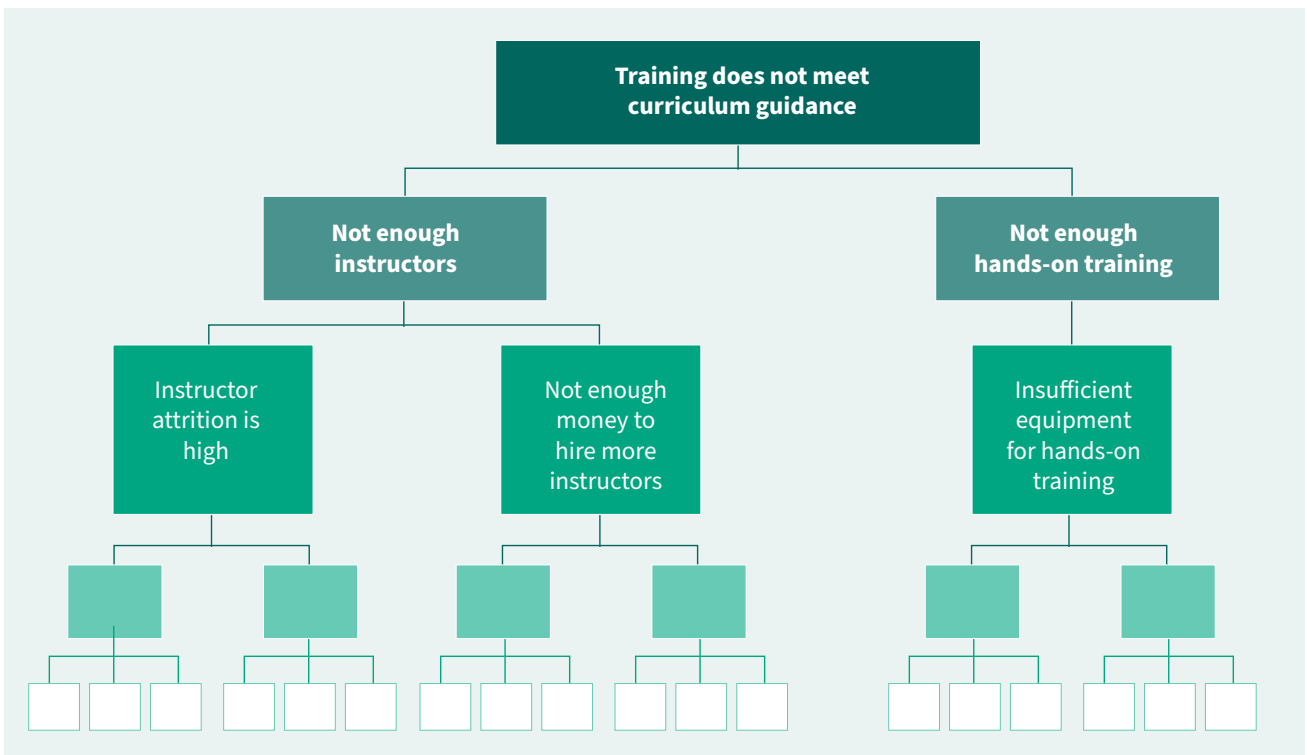 Training does not meet
curriculum guidance
Not enough
instructors
Not enough
hands-on training
Instructor
attrition is
high
Not enough
money to
hire more
instructors
Insufficient
equipment
for hands-on
training